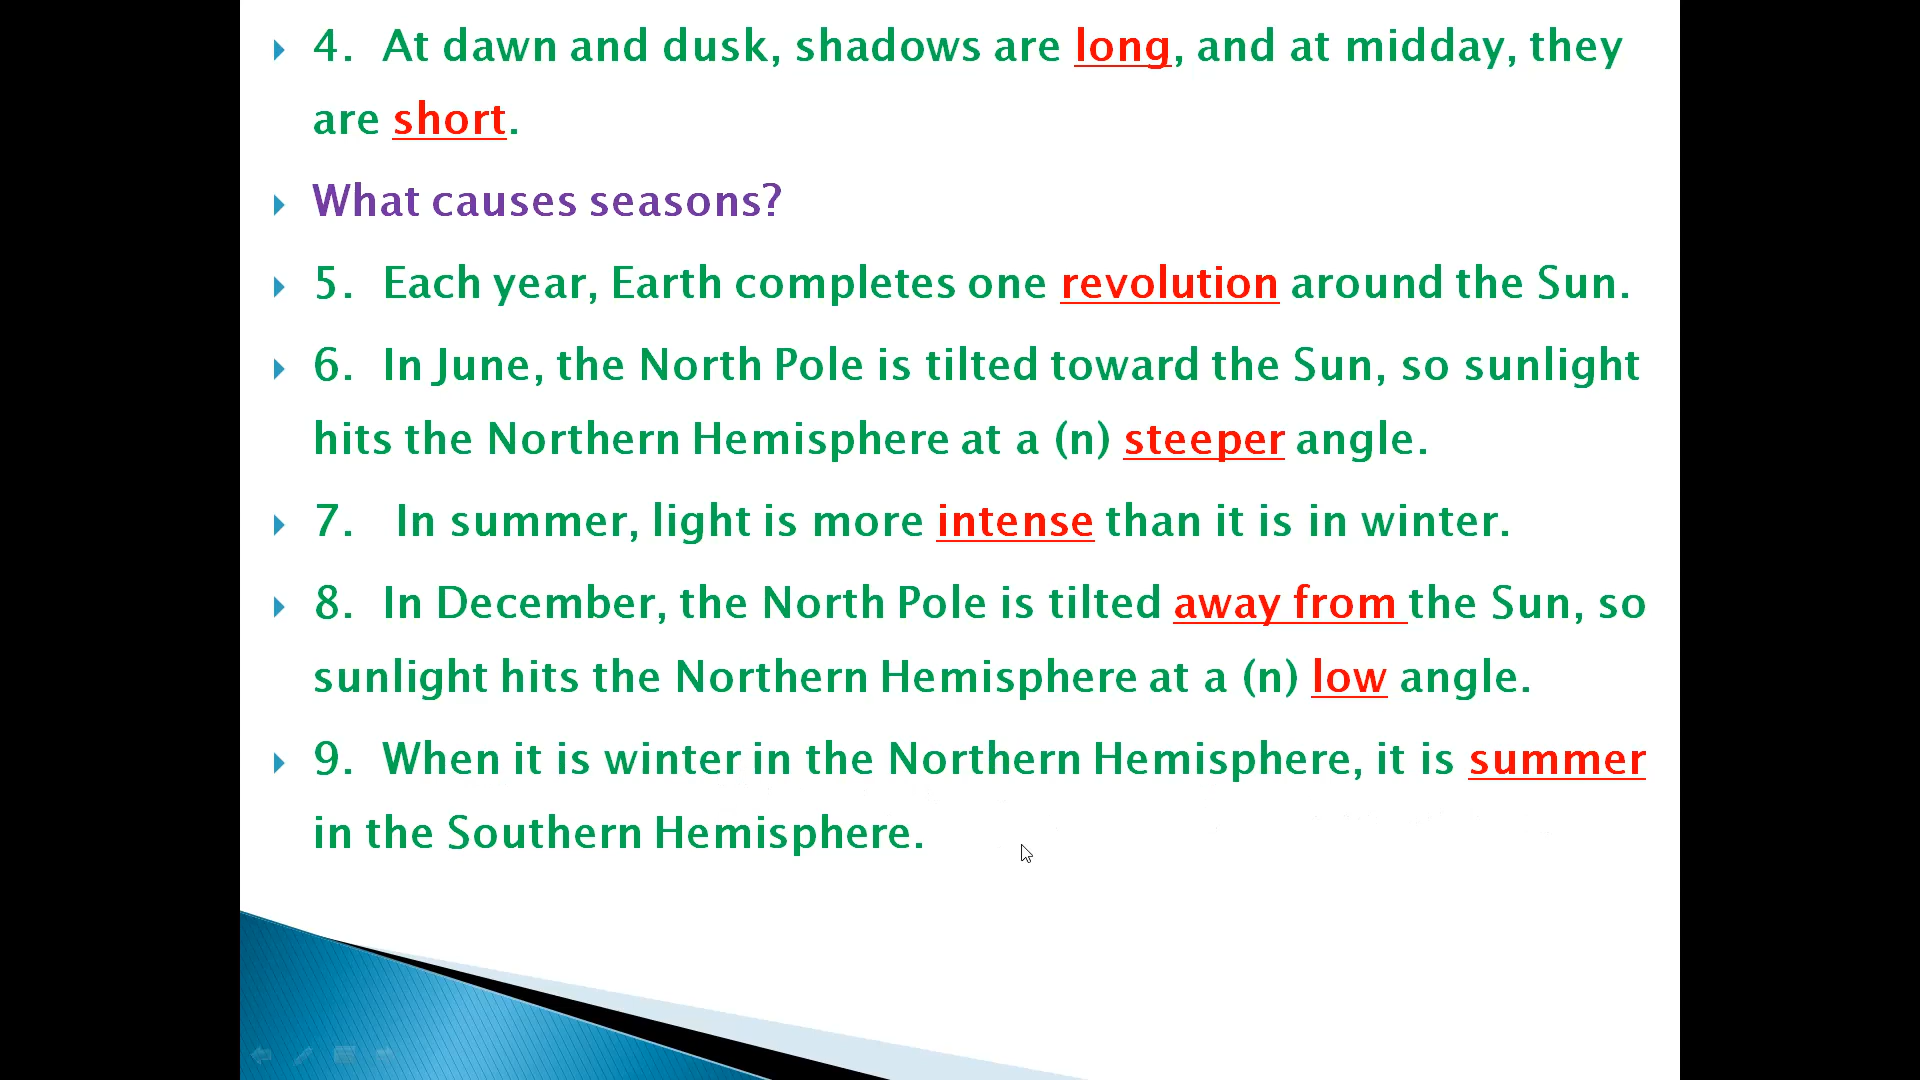 4. At dawn and dusk, shadows are long, and at midday, they
are short.
What causes seasons?
5. Each year, Earth completes one revolution around the Sun.
6. In June, the North Pole is tilted toward the Sun, so sunlight
hits the Northern Hemisphere at a (n) steeper angle.
7. In summer, light is more intense than it is in winter.
8. In December, the North Pole is tilted away from the Sun, so
sunlight hits the Northern Hemisphere at a (n) low angle.
9. When it is winter in the Northern Hemisphere, it is summer
in the Southern Hemisphere.